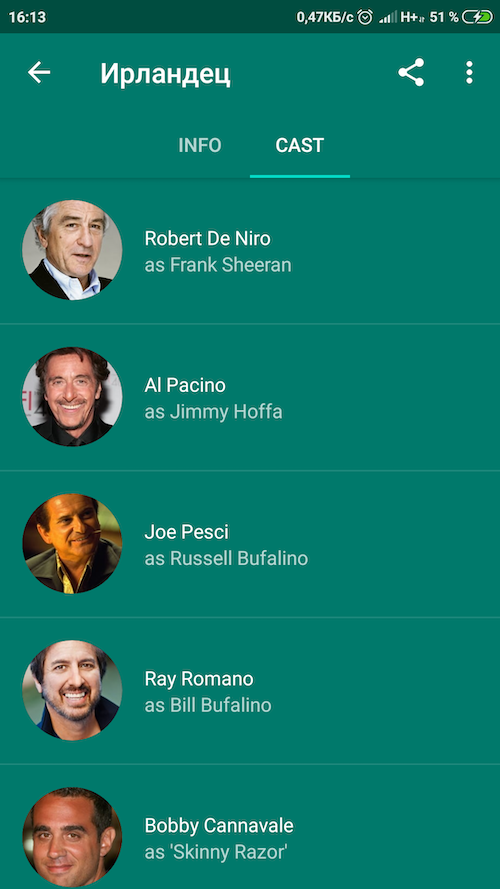 16:13 0,47КБ/с H+ 51 %
Ирландец
INFO CAST
Robert De Niro
as Frank Sheeran
Al Pacino
as Jimmy Hoffa
Joe Pesci
as Russell Bufalino
Ray Romano
as Bill Bufalino
Bobby Cannavale
as 'Skinny Razor'